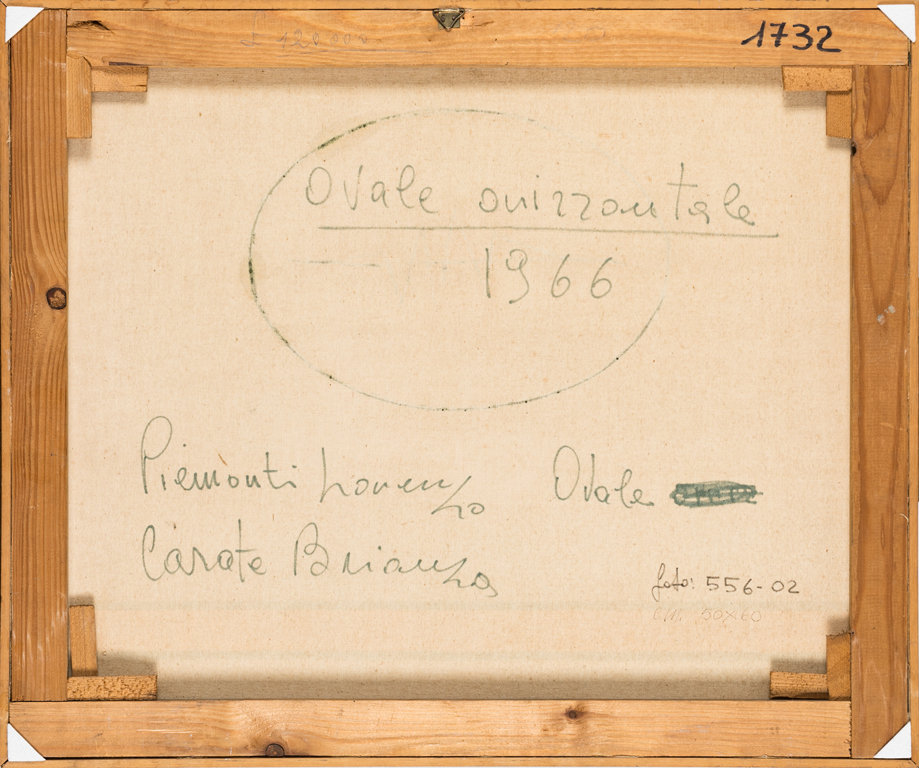 1732
Ovale orizzontale
1966
Piemonti Lorenzo
Ovale
Carate Brianza
foto: 556-02
cm. 50x60